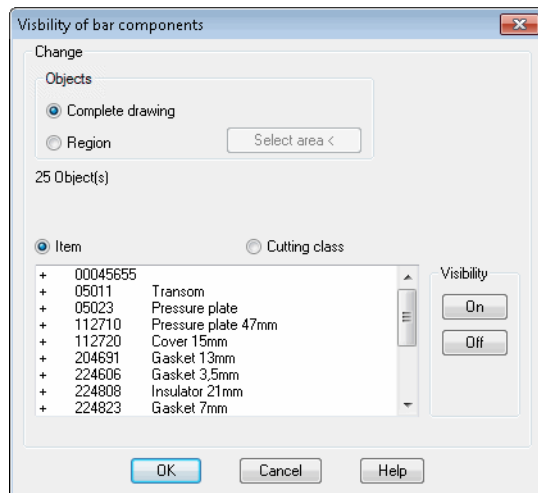 Visbility of bar components
Change
Objects
Complete drawing
Region
Select area <
25 Object(s)
Item Cutting class
+ 00045655
+ 05011 Transom
+ 05023 Pressure plate
+ 112710 Pressure plate 47mm
+ 112720 Cover 15mm
+ 204691 Gasket 13mm
+ 224606 Gasket 3,5mm
+ 224808 Insulator 21mm
+ 224823 Gasket 7mm
Visibility
On
Off
OK Cancel Help